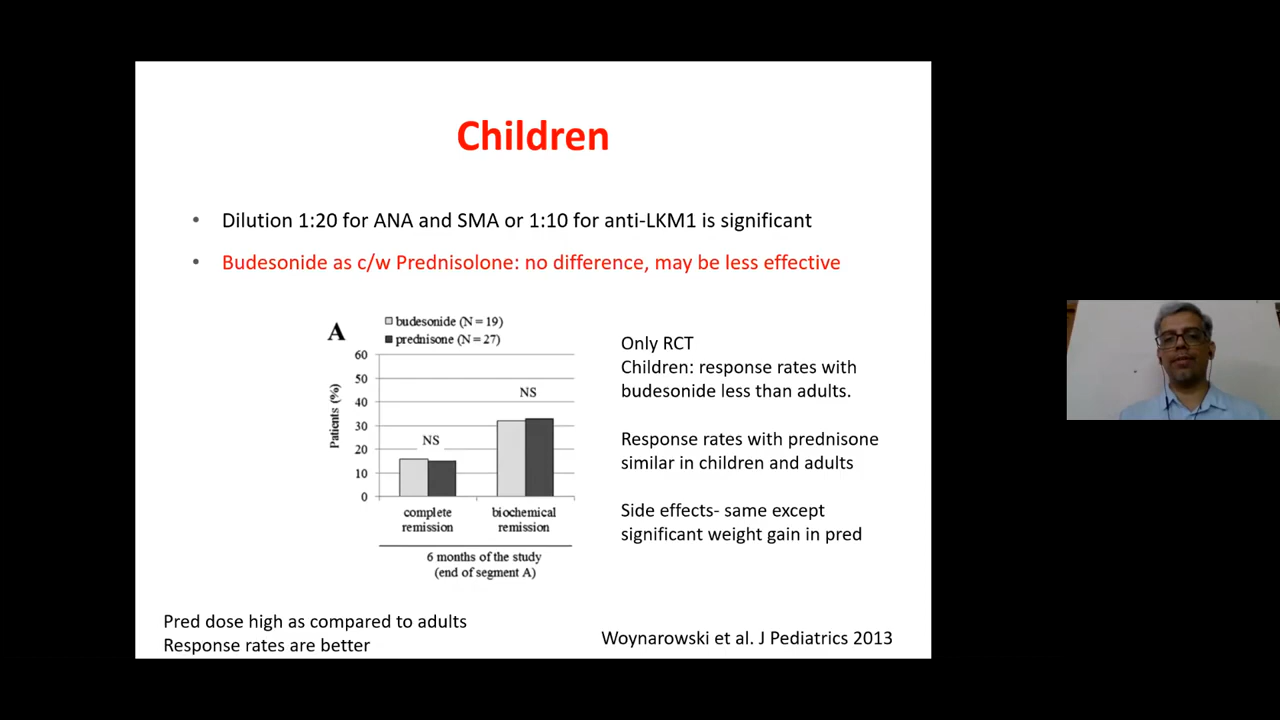 Children
• Dilution 1:20 for ANA and SMA or 1:10 for anti-LKM1 is significant
• Budesonide as c/w Prednisolone: no difference, may be less effective
A
budesonide (N = 19)
prednisone (N = 27)
60
50
40
30
20
10
0
Patients (%)
NS
NS
complete
remission
biochemical
remission
6 months of the study
(end of segment A)
Only RCT
Children: response rates with
budesonide less than adults.
Response rates with prednisone
similar in children and adults
Side effects- same except
significant weight gain in pred
Pred dose high as compared to adults
Response rates are better
Woynarowski et al. J Pediatrics 2013